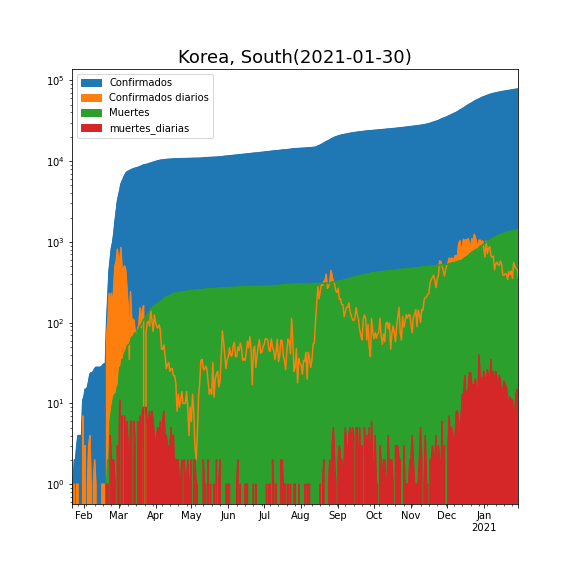 Korea, South(2021-01-30)
Confirmados
Confirmados diarios
Muertes
muertes_diarias
10⁵
10⁴
10³
10²
10¹
10⁰
Feb Mar Apr May Jun Jul Aug Sep Oct Nov Dec Jan
2021